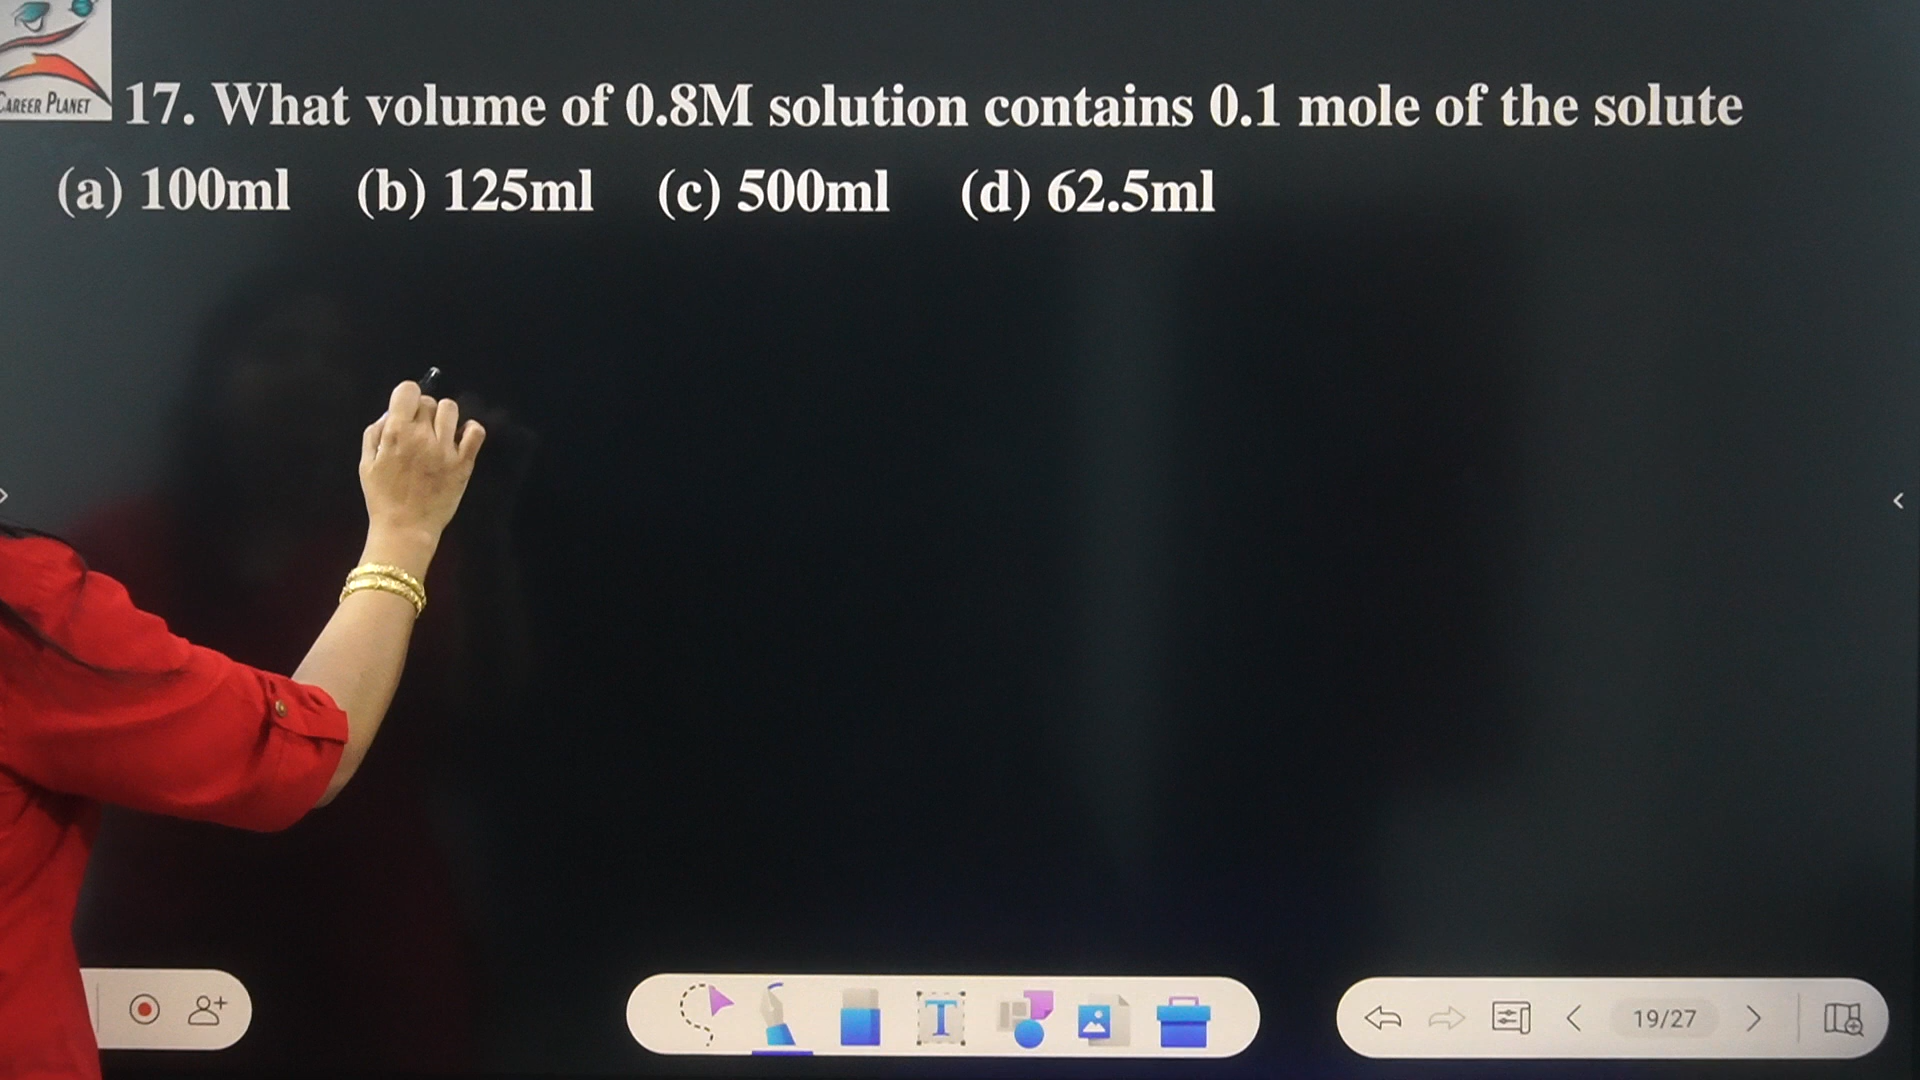 CAREER PLANET
17. What volume of 0.8M solution contains 0.1 mole of the solute
(a) 100ml (b) 125ml (c) 500ml (d) 62.5ml
T
19/27